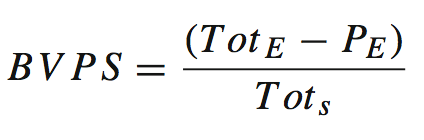 BVPS = (Tot_E − P_E) / Tot_s